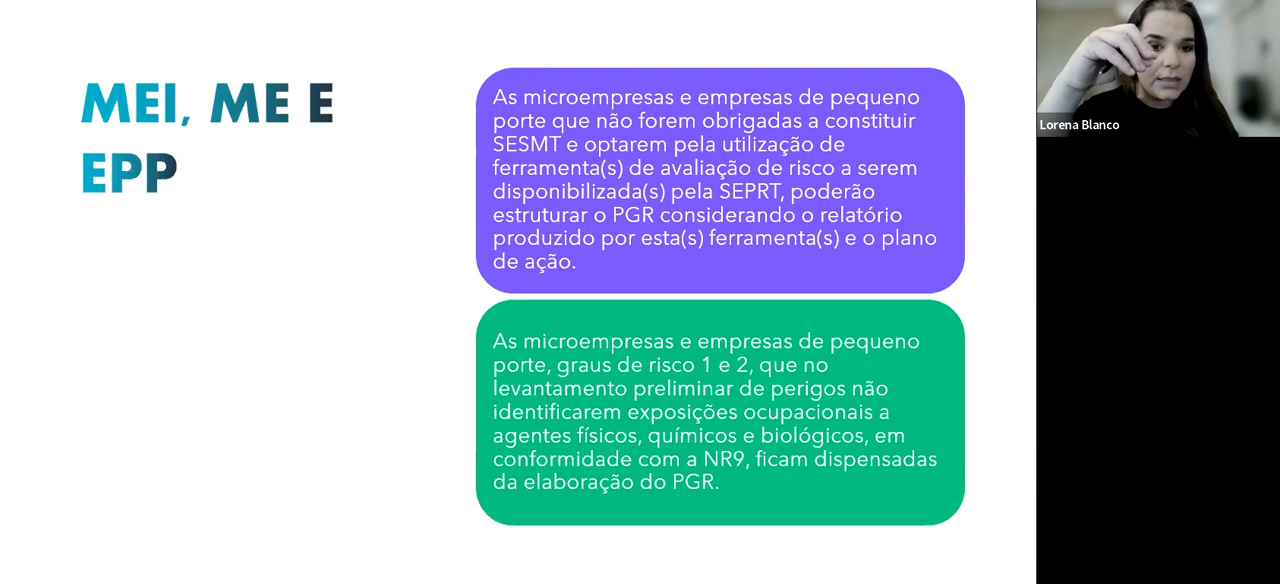 MEI, ME E
EPP
As microempresas e empresas de pequeno
porte que não forem obrigadas a constituir
SESMT e optarem pela utilização de
ferramenta(s) de avaliação de risco a serem
disponibilizada(s) pela SEPRT, poderão
estruturar o PGR considerando o relatório
produzido por esta(s) ferramenta(s) e o plano
de ação.
As microempresas e empresas de pequeno
porte, graus de risco 1 e 2, que no
levantamento preliminar de perigos não
identificarem exposições ocupacionais a
agentes físicos, químicos e biológicos, em
conformidade com a NR9, ficam dispensadas
da elaboração do PGR.
Lorena Blanco